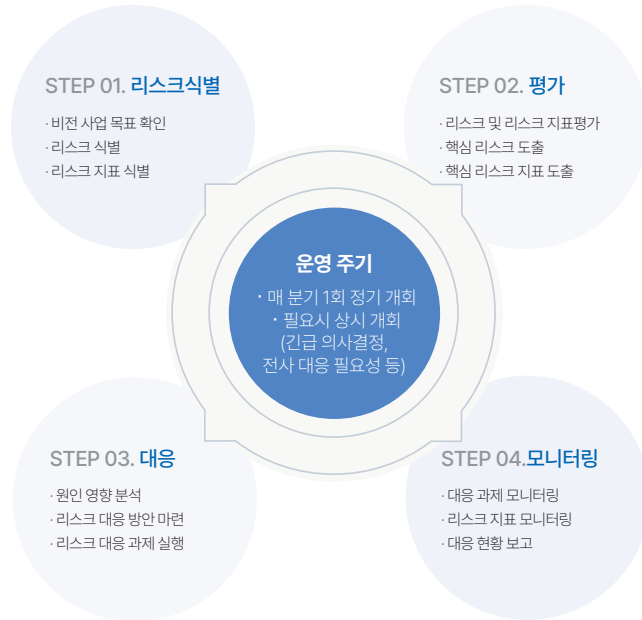 STEP 01. 리스크식별
· 비전 사업 목표 확인
· 리스크 식별
· 리스크 지표 식별
STEP 02. 평가
· 리스크 및 리스크 지표평가
· 핵심 리스크 도출
· 핵심 리스크 지표 도출
운영 주기
· 매 분기 1회 정기 개회
· 필요시 상시 개회
(긴급 의사결정,
전사 대응 필요성 등)
STEP 03. 대응
· 원인 영향 분석
· 리스크 대응 방안 마련
· 리스크 대응 과제 실행
STEP 04.모니터링
· 대응 과제 모니터링
· 리스크 지표 모니터링
· 대응 현황 보고